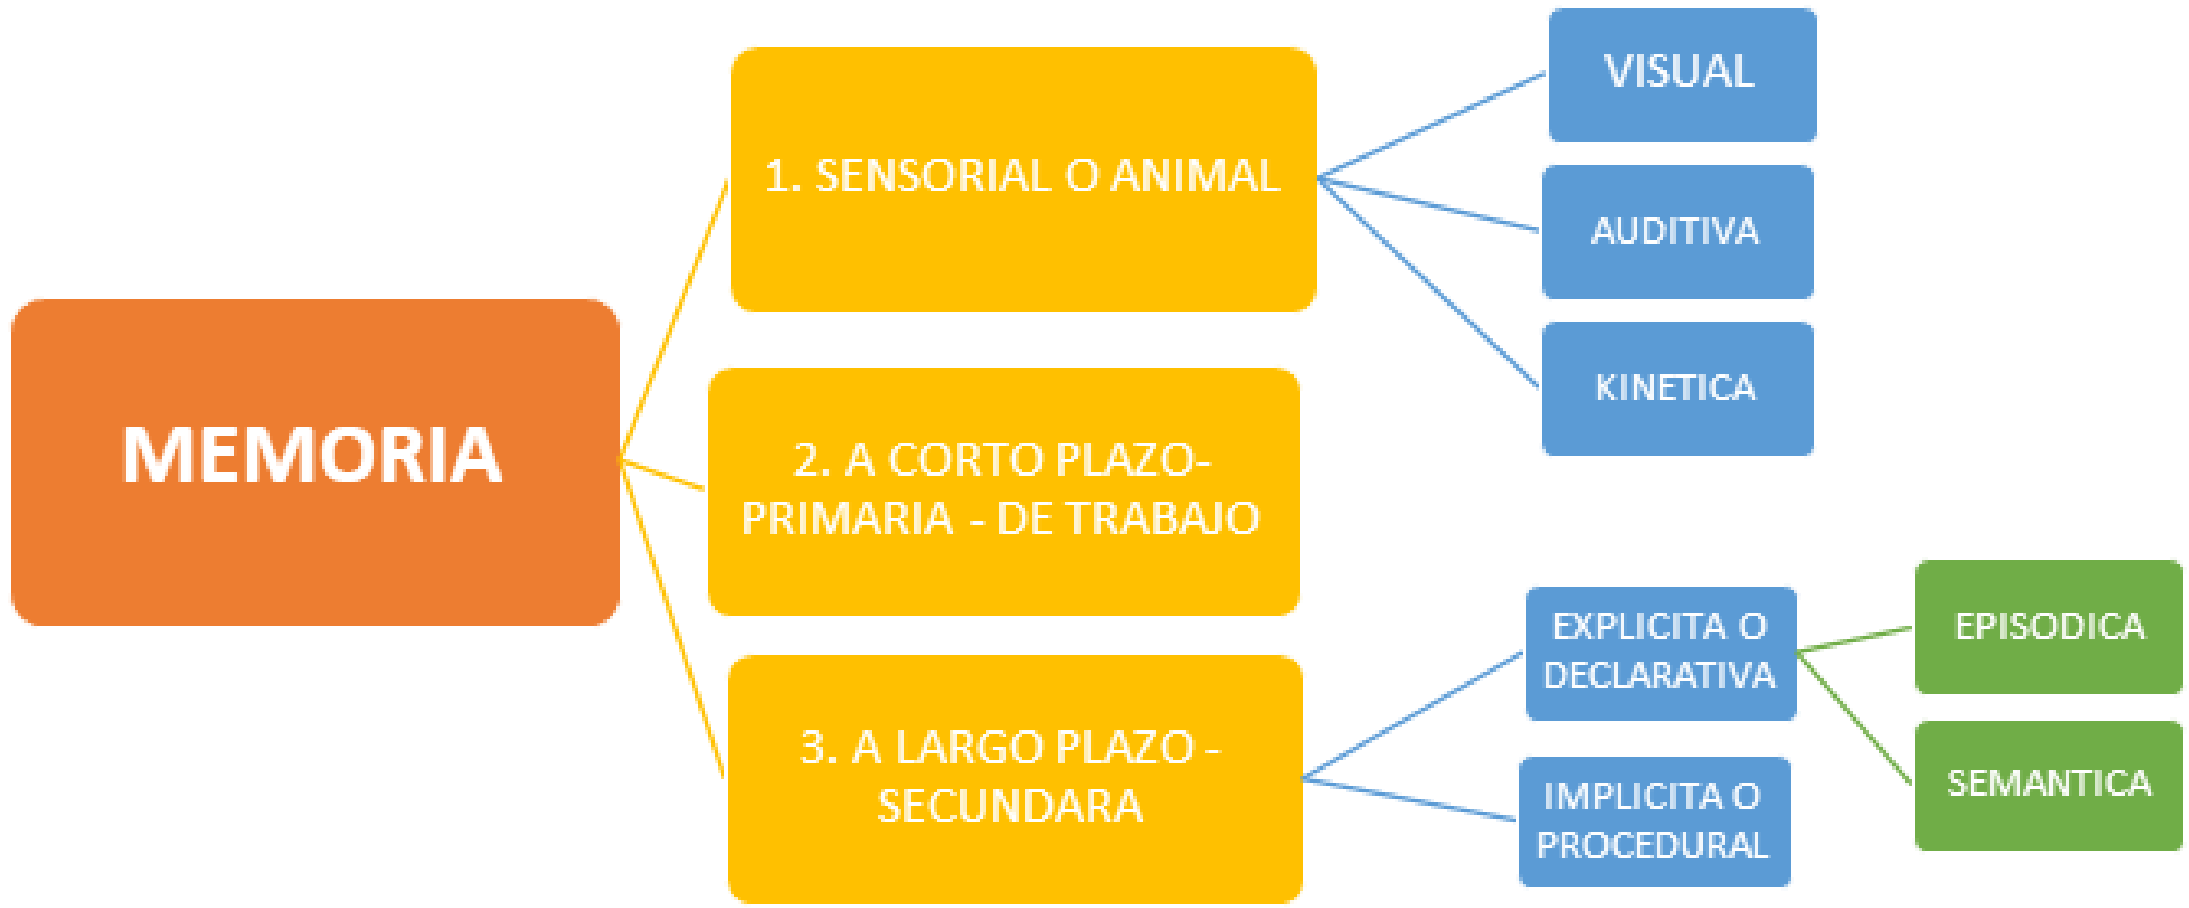 MEMORIA
1. SENSORIAL O ANIMAL
VISUAL
AUDITIVA
KINETICA
2. A CORTO PLAZO-
PRIMARIA - DE TRABAJO
3. A LARGO PLAZO -
SECUNDARA
EXPLICITA O
DECLARATIVA
EPISODICA
SEMANTICA
IMPLICITA O
PROCEDURAL